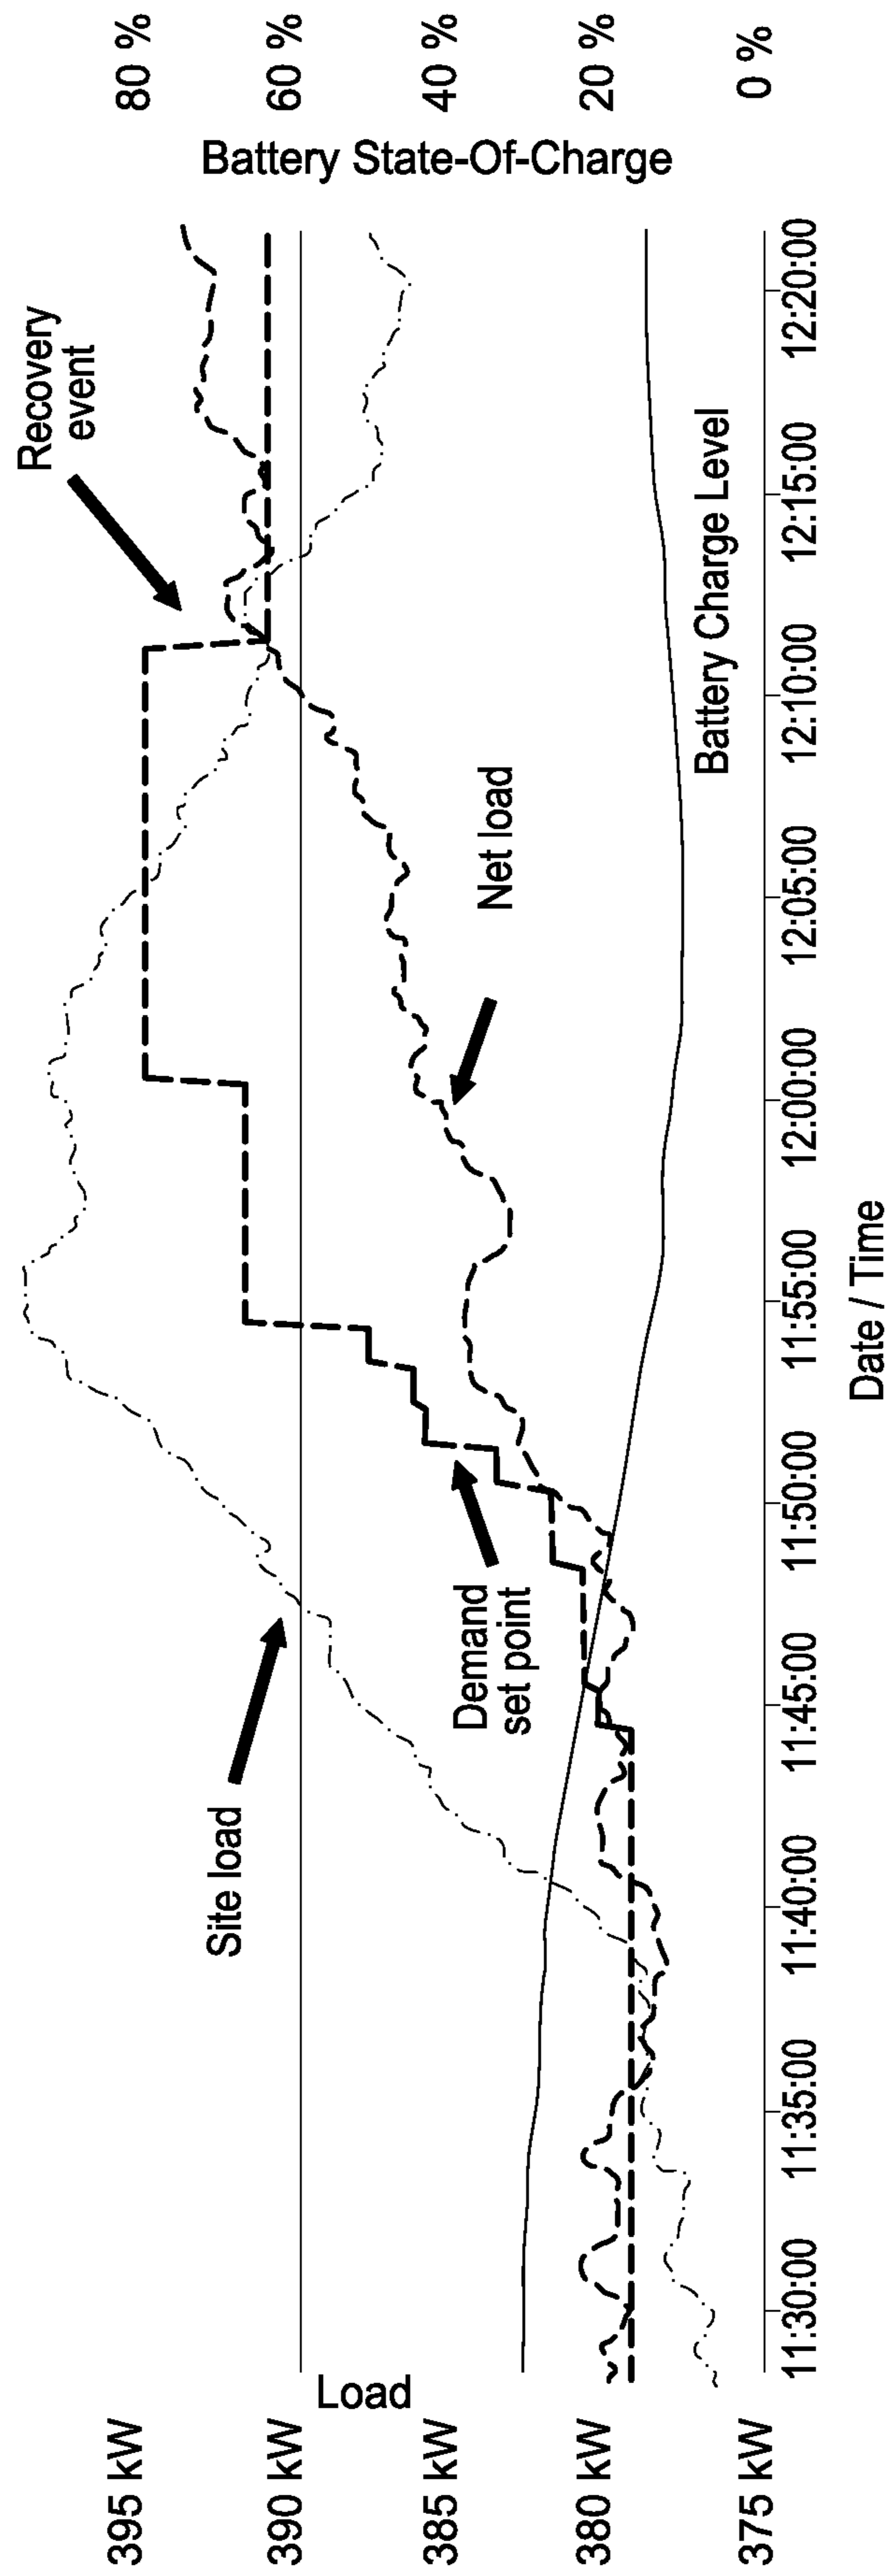 395 kW
390 kW
385 kW
380 kW
375 kW
Load
Site load
Demand
set point
Net load
Recovery
event
Battery Charge Level
80 %
60 %
40 %
20 %
0 %
Battery State-Of-Charge
11:30:00
11:35:00
11:40:00
11:45:00
11:50:00
11:55:00
12:00:00
12:05:00
12:10:00
12:15:00
12:20:00
Date / Time